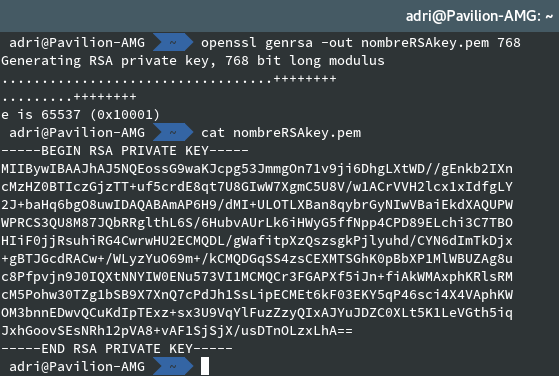 adri@Pavilion-AMG: ~
adri@Pavilion-AMG ~ openssl genrsa -out nombreRSAkey.pem 768
Generating RSA private key, 768 bit long modulus
..................................++++++++
.........++++++++
e is 65537 (0x10001)
adri@Pavilion-AMG ~ cat nombreRSAkey.pem
-----BEGIN RSA PRIVATE KEY-----
MIIBywIBAAJhAJ5NQEossG9waKJcpg53JmmgOn71v9ji6DhgLXtWD//gEnkb2IXn
cMzHZ0BTIczGjzTT+uf5crdE8qt7U8GIwW7XgmC5U8V/w1ACrVVH2lcx1xIdfgLY
2J+baHq6bgO8uwIDAQABAmAP6H9/dMI+ULOTLXBan8qybrGyNIwVBaiEkdXAQUPW
WPRCS3QU8M87JQbRRglthL6S/6HubvAUrLk6iHWyG5ffNpp4CPD89ELchi3C7TBO
HIiF0jjRsuhiRG4CwrwHU2ECMQDL/gWafitpXzQszsgkPjlyuhd/CYN6dImTkDjx
+gBTJGcdRACw+/WLyzYuO69m+/kCMQDGqSS4zsCEXMTSGhK0pBbXP1MlWBUZAg8u
c8Pfpvjn9J0IQXtNNYIW0ENu573VI1MCMQCr3FGAPXf5iJn+fiAkWMAxphKRlsRM
cM5Pohw30TZg1bSB9X7XnQ7cPdJh1SsLipECMEt6kF03EKY5qP46sci4X4VAphKW
OM3bnnEDwvQCuKdIpTExz+sx3U9VqYlFuzZzyQIxAJYuJDZC0XLt5K1LeVGth5iq
JxhGoovSEsNRh12pVA8+vAF1SjSjX/usDTnOLzxLhA==
-----END RSA PRIVATE KEY-----
adri@Pavilion-AMG ~